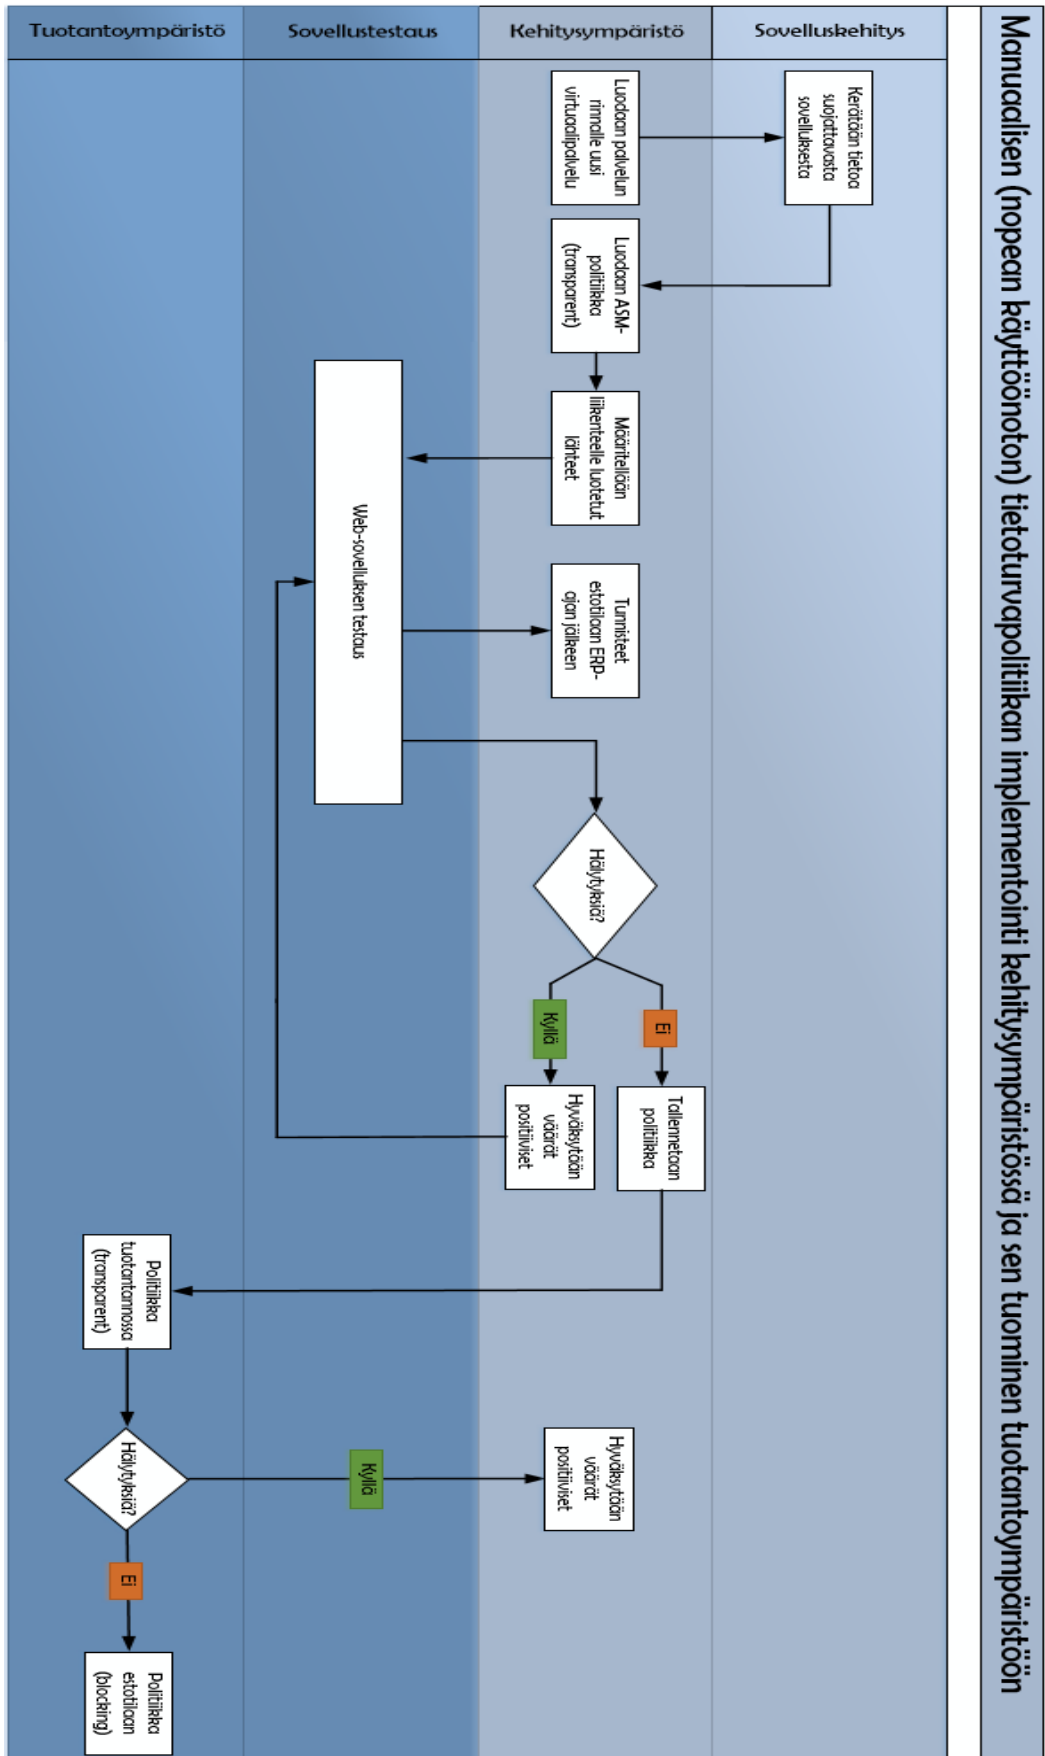 Manuaalisen (nopean käyttöönoton) tietoturvapolitiikan implementointi kehitysympäristössä ja sen tuominen tuotantoympäristöön
Sovelluskehitys
Kehitysympäristö
Sovellustestaus
Tuotantoympäristö
Kerätään tietoa
suojattavasta
sovelluksesta
Luodaan palvelun
rinnalle uusi
virtuaalipalvelu
Luodaan ASM-
politiikka
(transparent)
Määritellään
liikenteelle luotetut
lähteet
Tunnisteet
estotilaan ERP-
ajan jälkeen
Web-sovelluksen testaus
Hälytyksiä?
Ei
Kyllä
Tallennetaan
politiikka
Hyväksytään
väärät
positiiviset
Politiikka
tuotantannossa
(transparent)
Hälytyksiä?
Kyllä
Hyväksytään
väärät
positiiviset
Ei
Politiikka
estotilaan
(blocking)